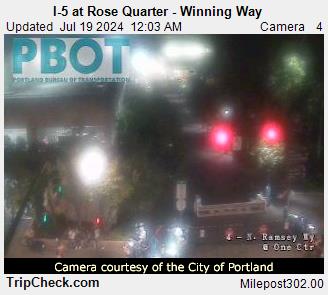 I-5 at Rose Quarter - Winning Way
Updated Jul 19 2024 12:03 AM Camera 4
PBOT
PORTLAND BUREAU OF TRANSPORTATION
4 - N. Ramsey Wy
@ One Ctr
Camera courtesy of the City of Portland
TripCheck.com Milepost302.00